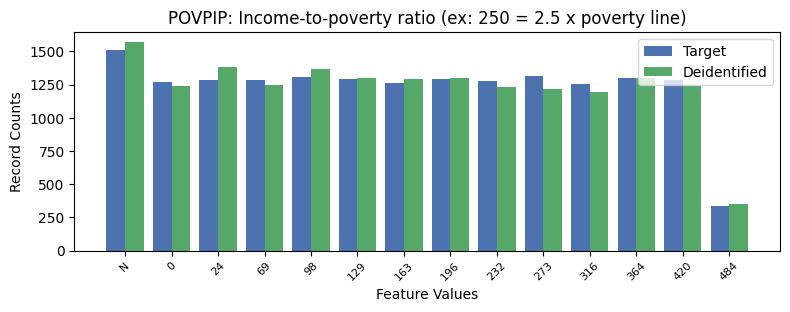 POVPIP: Income-to-poverty ratio (ex: 250 = 2.5 x poverty line)
Target
Deidentified
Record Counts
1500
1250
1000
750
500
250
0
N 0 24 69 98 129 163 196 232 273 316 364 420 484
Feature Values